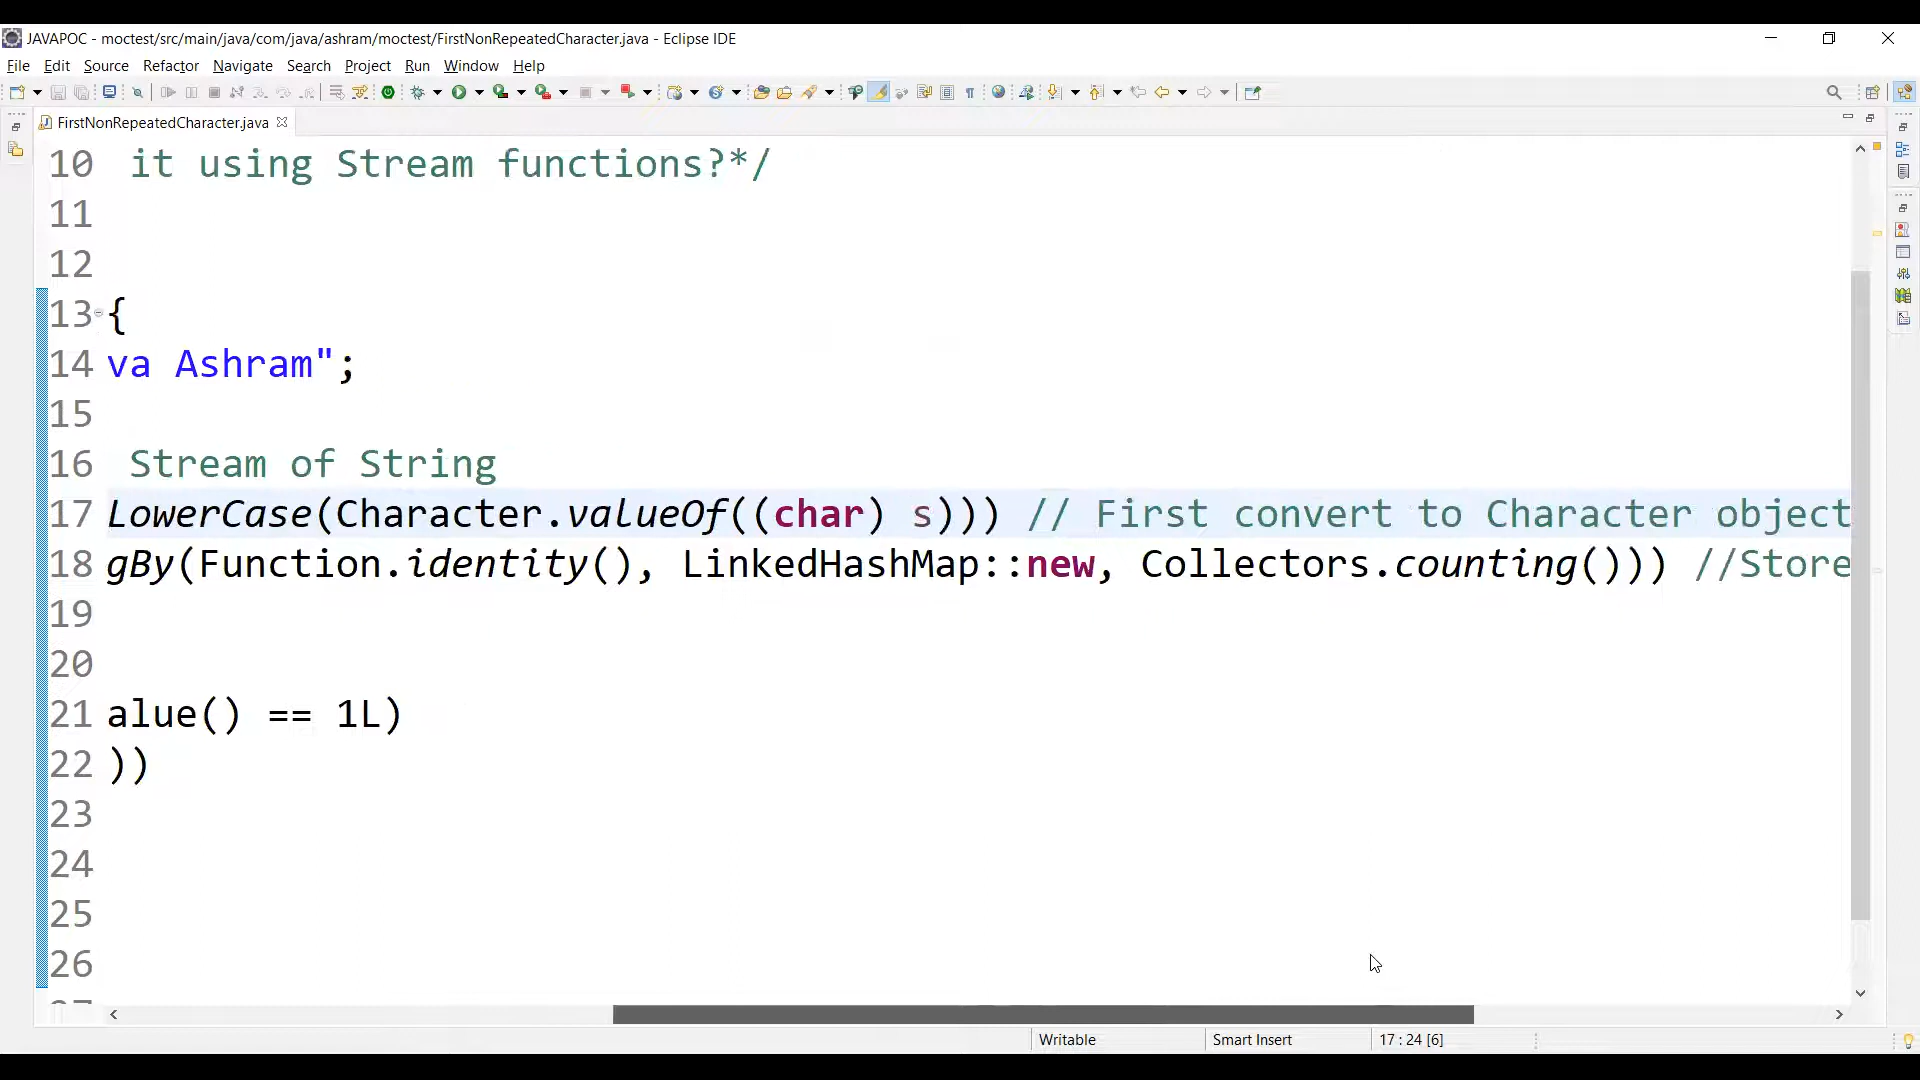 JAVAPOC - moctest/src/main/java/com/java/ashram/moctest/FirstNonRepeatedCharacter.java - Eclipse IDE
File Edit Source Refactor Navigate Search Project Run Window Help
FirstNonRepeatedCharacter.java
10 it using Stream functions?*/
11
12
13 {
14 va Ashram";
15
16 Stream of String
17 LowerCase(Character.valueOf((char) s))) // First convert to Character object
18 gBy(Function.identity(), LinkedHashMap::new, Collectors.counting())) //Store
19
20
21 alue() == 1L)
22 ))
23
24
25
26
Writable Smart Insert 17 : 24 [6]